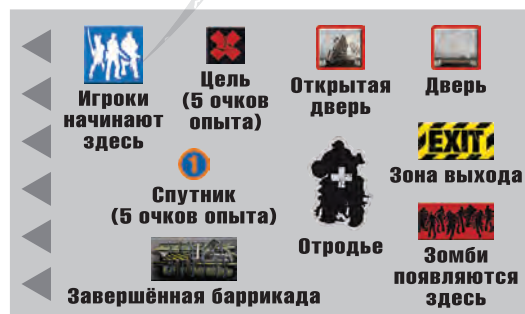 Игроки
начинают
здесь
Цель
(5 очков
опыта)
Открытая
дверь
Дверь
1
Спутник
(5 очков опыта)
Отродье
EXIT
Зона выхода
Зомби
появляются
здесь
Завершённая баррикада